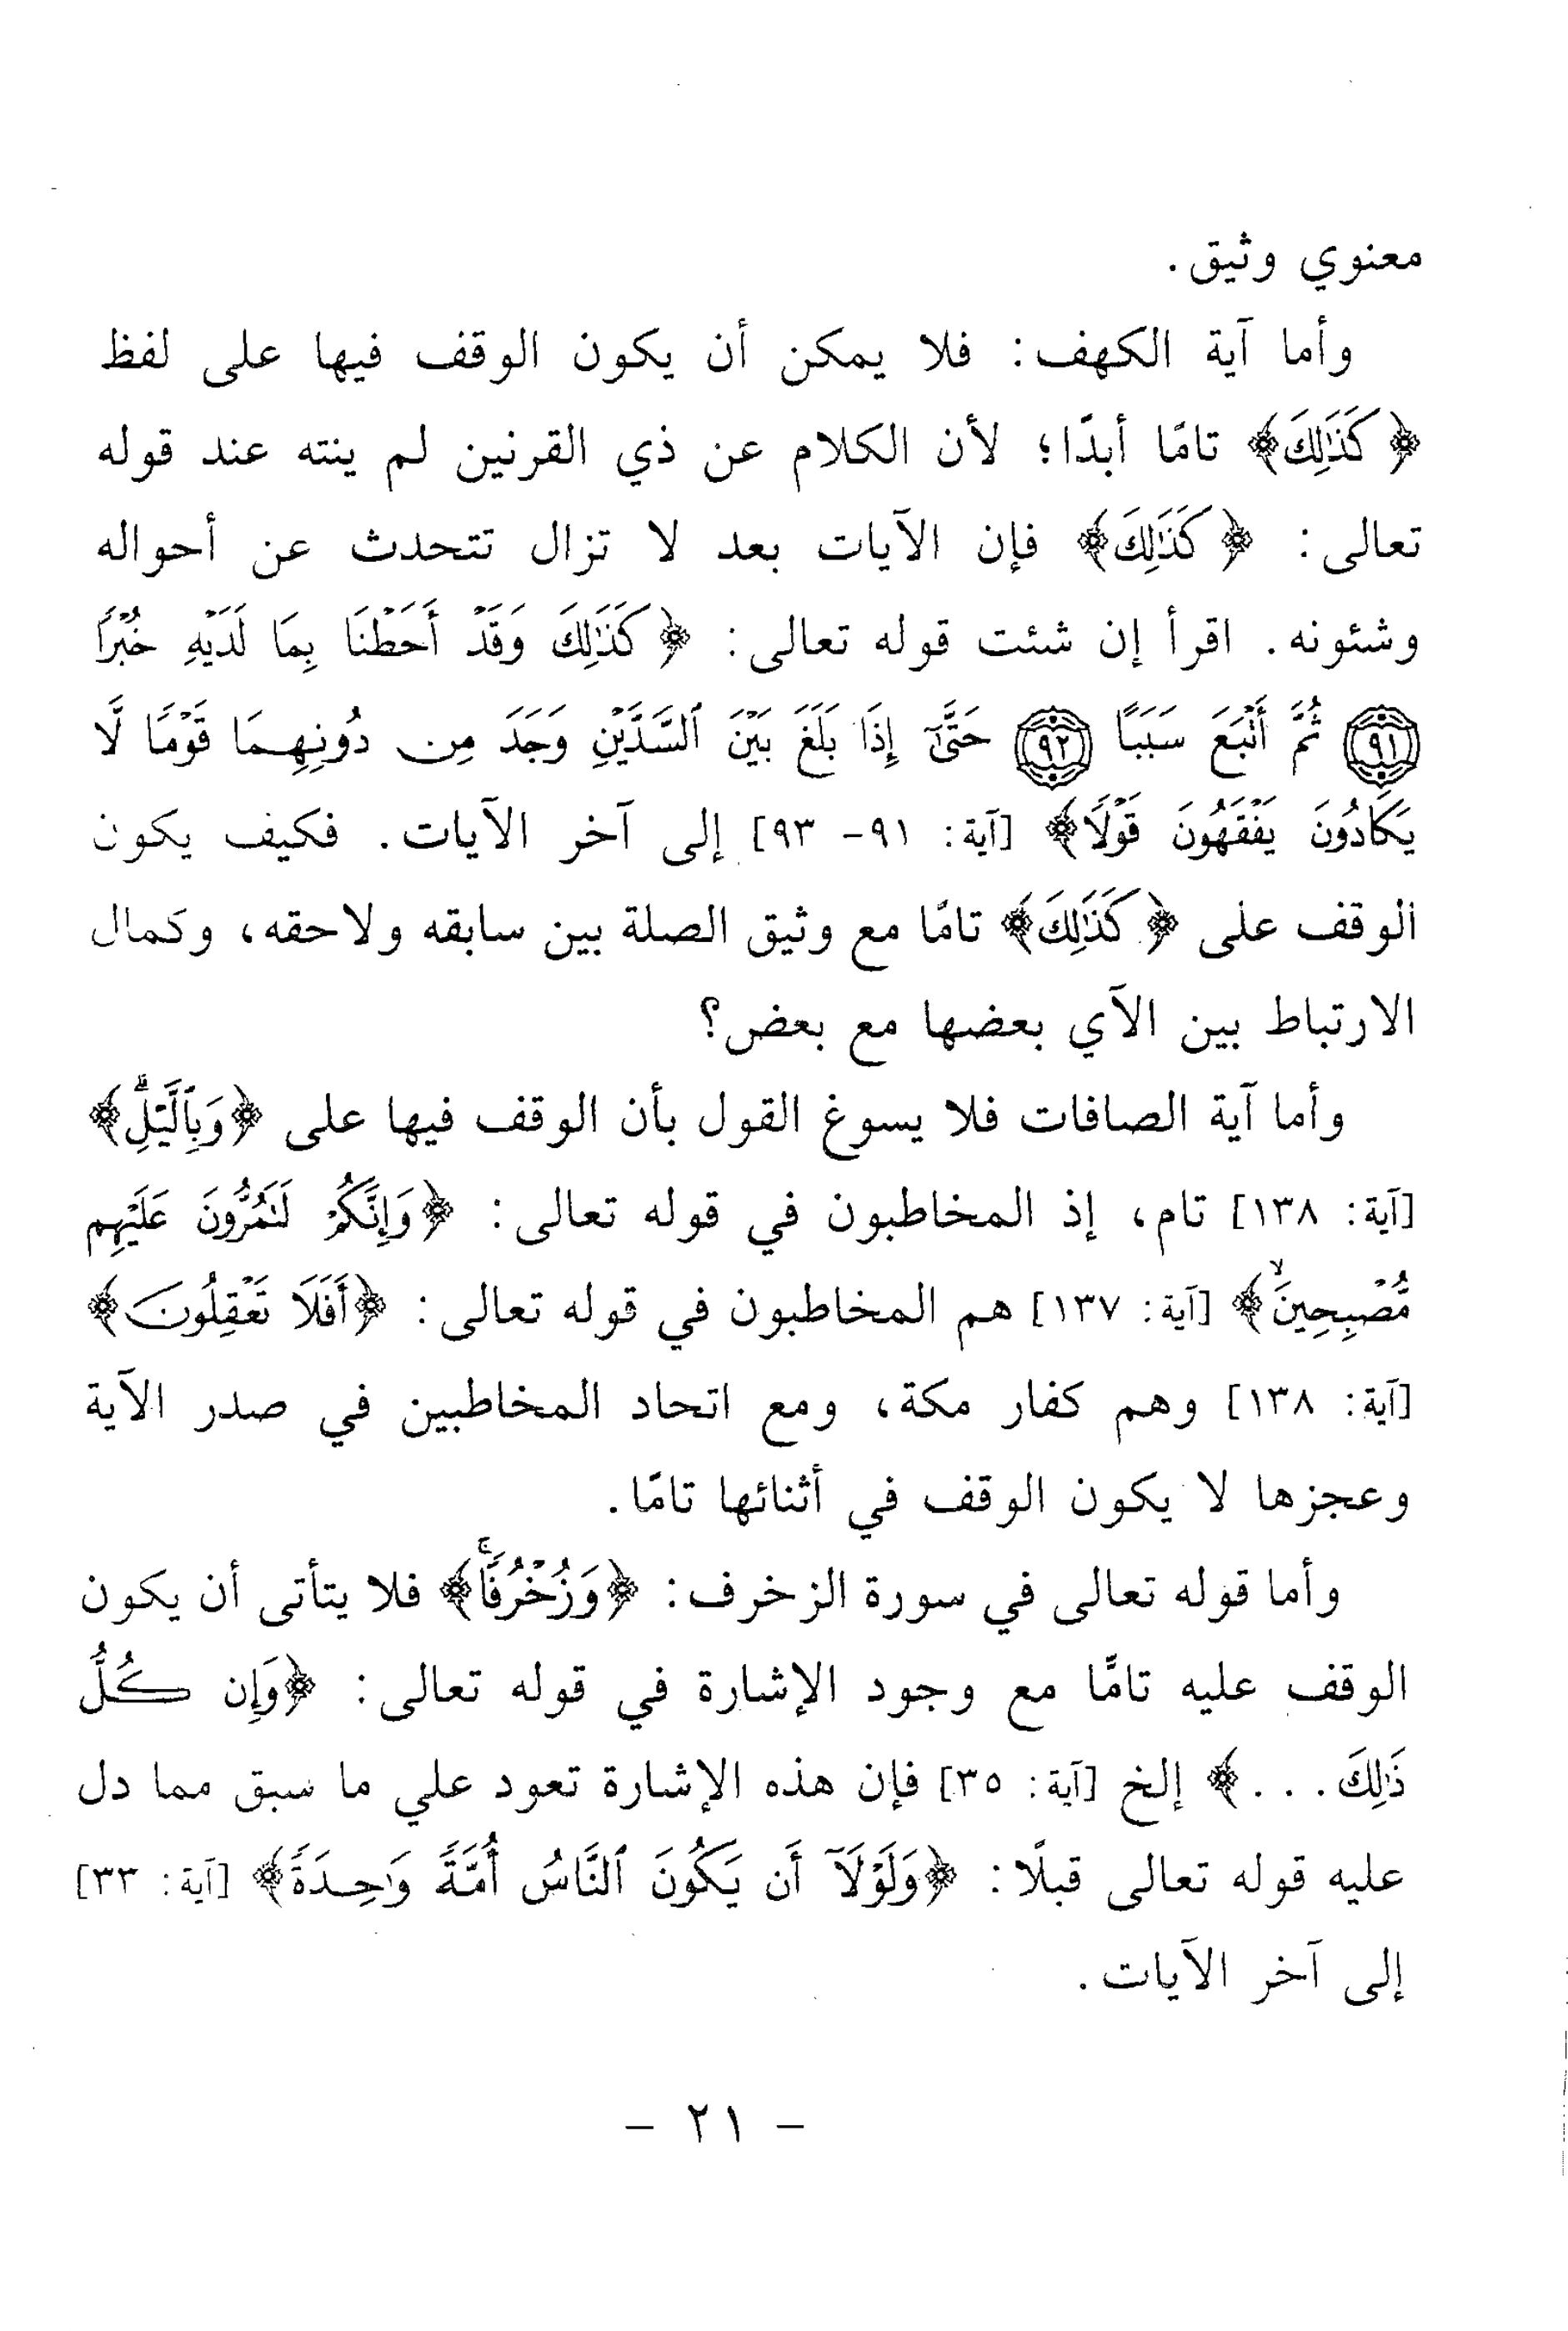 معنوي وثيق.
وأما آية الكهف: فلا يمكن أن يكون الوقف فيها على لفظ
﴿كَذَٰلِكَ﴾ تامًا أبدًا؛ لأن الكلام عن ذي القرنين لم ينته عند قوله
تعالى: ﴿كَذَٰلِكَ﴾ فإن الآيات بعد لا تزال تتحدث عن أحواله
وشئونه. اقرأ إن شئت قوله تعالى: ﴿كَذَٰلِكَ وَقَدۡ أَحَطۡنَا بِمَا لَدَيۡهِ خُبۡرٗا
٩١ ثُمَّ أَتۡبَعَ سَبَبًا ٩٢ حَتَّىٰٓ إِذَا بَلَغَ بَيۡنَ ٱلسَّدَّيۡنِ وَجَدَ مِن دُونِهِمَا قَوۡمٗا لَّا
يَكَادُونَ يَفۡقَهُونَ قَوۡلٗا﴾ [آية: ٩١- ٩٣] إلى آخر الآيات. فكيف يكون
الوقف على ﴿كَذَٰلِكَ﴾ تامًا مع وثيق الصلة بين سابقه ولاحقه، وكمال
الارتباط بين الآي بعضها مع بعض؟
وأما آية الصافات فلا يسوغ القول بأن الوقف فيها على ﴿وَبِٱلَّيۡلِۚ﴾
[آية: ١٣٨] تام، إذ المخاطبون في قوله تعالى: ﴿وَإِنَّكُمۡ لَتَمُرُّونَ عَلَيۡهِم
مُّصۡبِحِينَۙ﴾ [آية: ١٣٧] هم المخاطبون في قوله تعالى: ﴿أَفَلَا تَعۡقِلُونَ﴾
[آية: ١٣٨] وهم كفار مكة، ومع اتحاد المخاطبين في صدر الآية
وعجزها لا يكون الوقف في أثنائها تامًا.
وأما قوله تعالى في سورة الزخرف: ﴿وَزُخۡرُفٗاۚ﴾ فلا يتأتى أن يكون
الوقف عليه تامًّا مع وجود الإشارة في قوله تعالى: ﴿وَإِن كُلُّ
ذَٰلِكَ...﴾ إلخ [آية: ٣٥] فإن هذه الإشارة تعود علي ما سبق مما دل
عليه قوله تعالى قبلًا: ﴿وَلَوۡلَآ أَن يَكُونَ ٱلنَّاسُ أُمَّةٗ وَٰحِدَةٗ﴾ [آية: ٣٣]
إلى آخر الآيات.
- ٢١ -